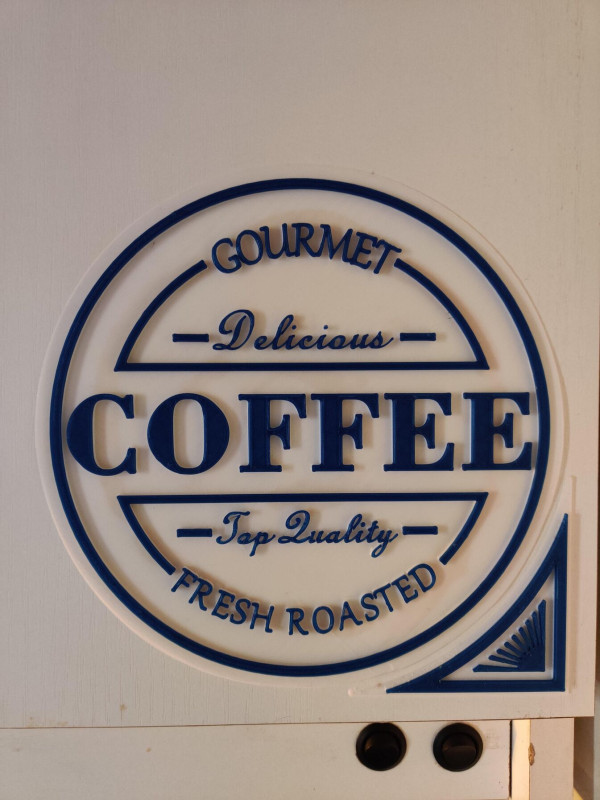 GOURMET
Delicious
COFFEE
Top Quality
FRESH ROASTED